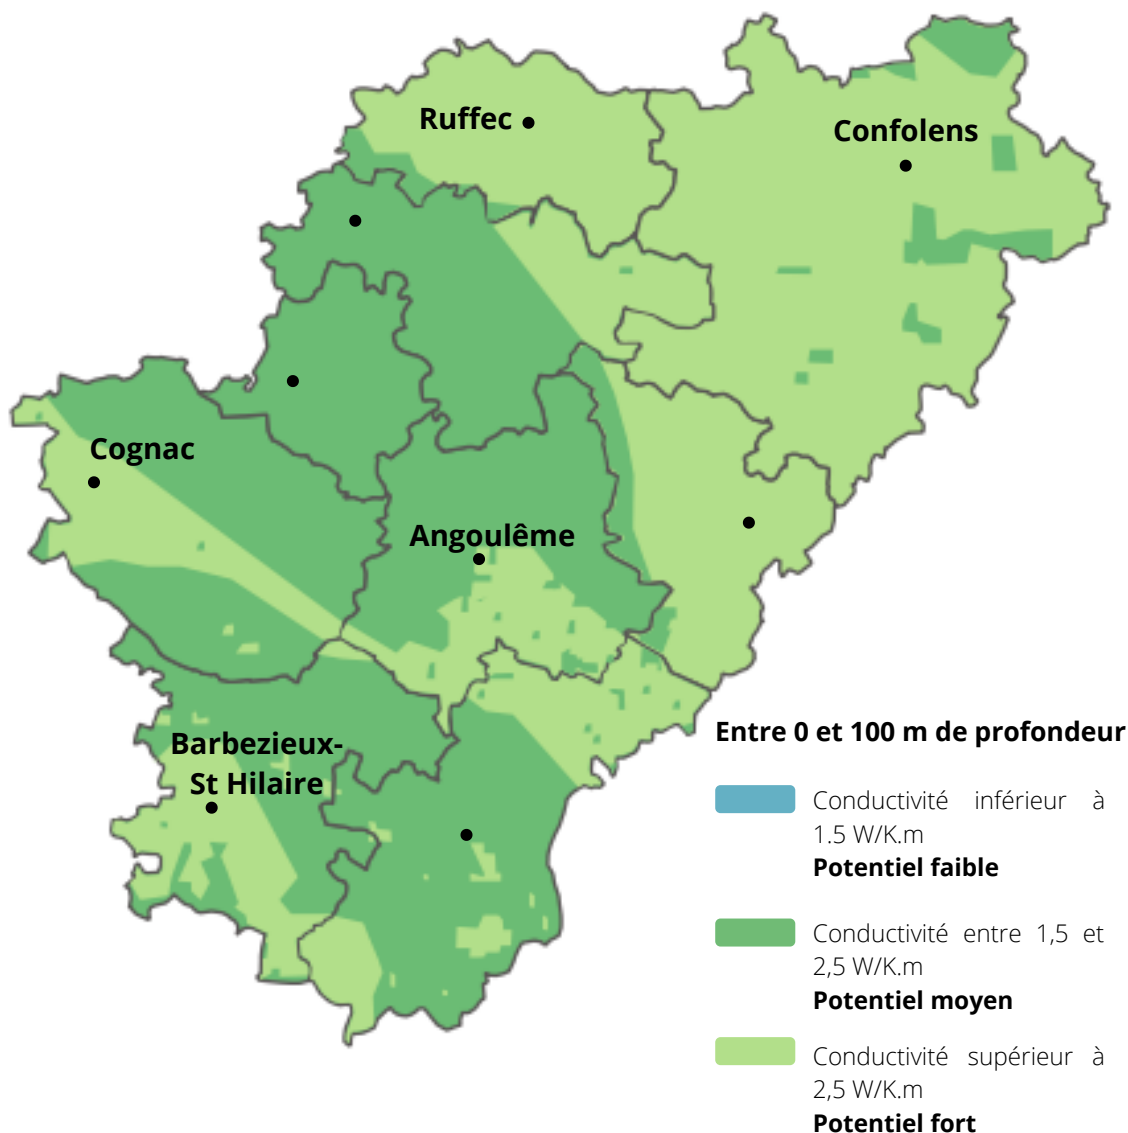 Ruffec
Confolens
Cognac
Angoulême
Barbezieux-
St Hilaire
Entre 0 et 100 m de profondeur
Conductivité inférieur à
1.5 W/K.m
Potentiel faible
Conductivité entre 1,5 et
2,5 W/K.m
Potentiel moyen
Conductivité supérieur à
2,5 W/K.m
Potentiel fort